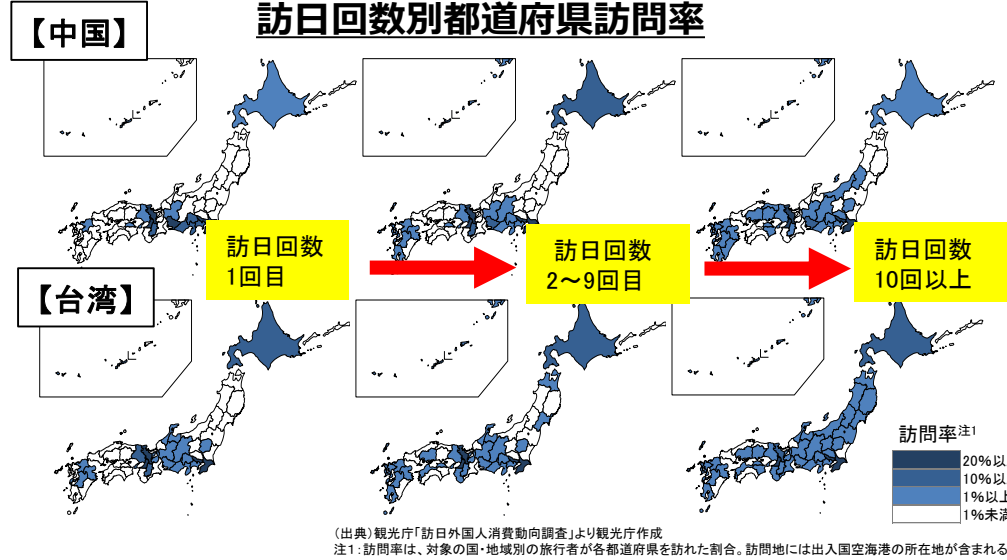 訪日回数別都道府県訪問率
【中国】
訪日回数
1回目
訪日回数
2～9回目
訪日回数
10回以上
【台湾】
訪問率注1
20%以
10%以
1%以上
1%未満
(出典)観光庁「訪日外国人消費動向調査」より観光庁作成
注1:訪問率は、対象の国・地域別の旅行者が各都道府県を訪れた割合。訪問地には出入国空海港の所在地が含まれる